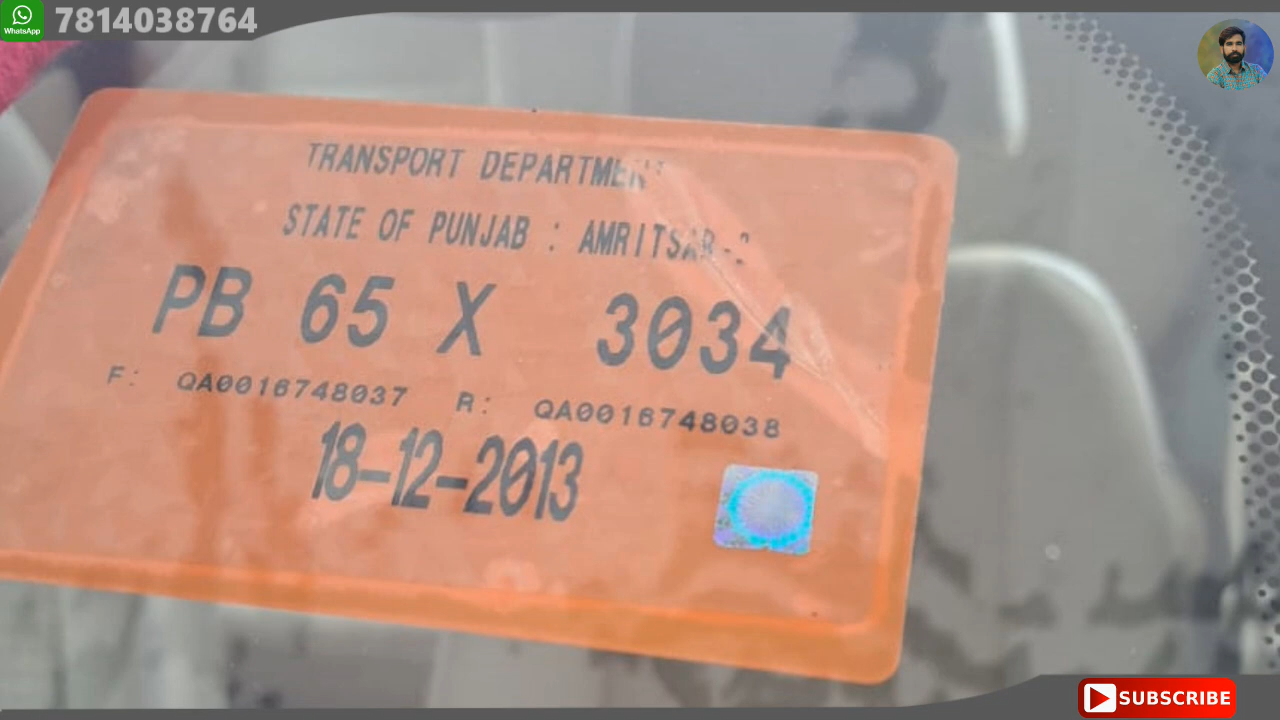 WhatsApp
7814038764
TRANSPORT DEPARTMENT
STATE OF PUNJAB : AMRITSAR-
PB 65 X 3034
F: QA0016748037 R: QA0016748038
18-12-2013
SUBSCRIBE